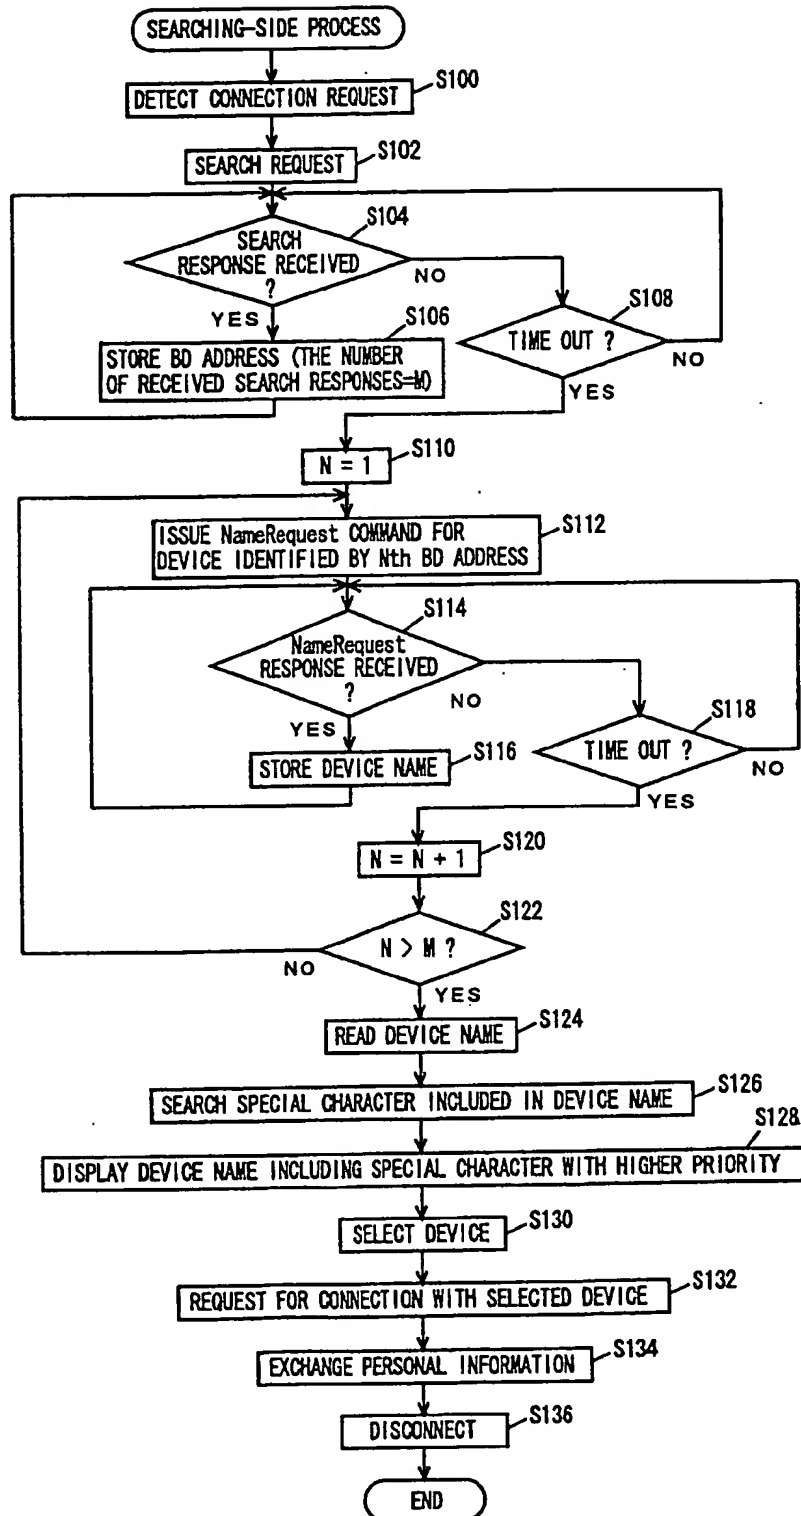 SEARCHING-SIDE PROCESS
DETECT CONNECTION REQUEST
S100
SEARCH REQUEST
S102
SEARCH
RESPONSE RECEIVED
?
S104
NO
YES
S106
STORE BD ADDRESS (THE NUMBER
OF RECEIVED SEARCH RESPONSES=M)
S108
TIME OUT ?
NO
YES
N = 1
S110
ISSUE NameRequest COMMAND FOR
DEVICE IDENTIFIED BY Nth BD ADDRESS
S112
S114
NameRequest
RESPONSE RECEIVED
?
NO
YES
STORE DEVICE NAME
S116
S118
TIME OUT ?
NO
YES
N = N + 1
S120
S122
N > M ?
NO
YES
READ DEVICE NAME
S124
SEARCH SPECIAL CHARACTER INCLUDED IN DEVICE NAME
S126
S128
DISPLAY DEVICE NAME INCLUDING SPECIAL CHARACTER WITH HIGHER PRIORITY
SELECT DEVICE
S130
REQUEST FOR CONNECTION WITH SELECTED DEVICE
S132
EXCHANGE PERSONAL INFORMATION
S134
DISCONNECT
S136
END